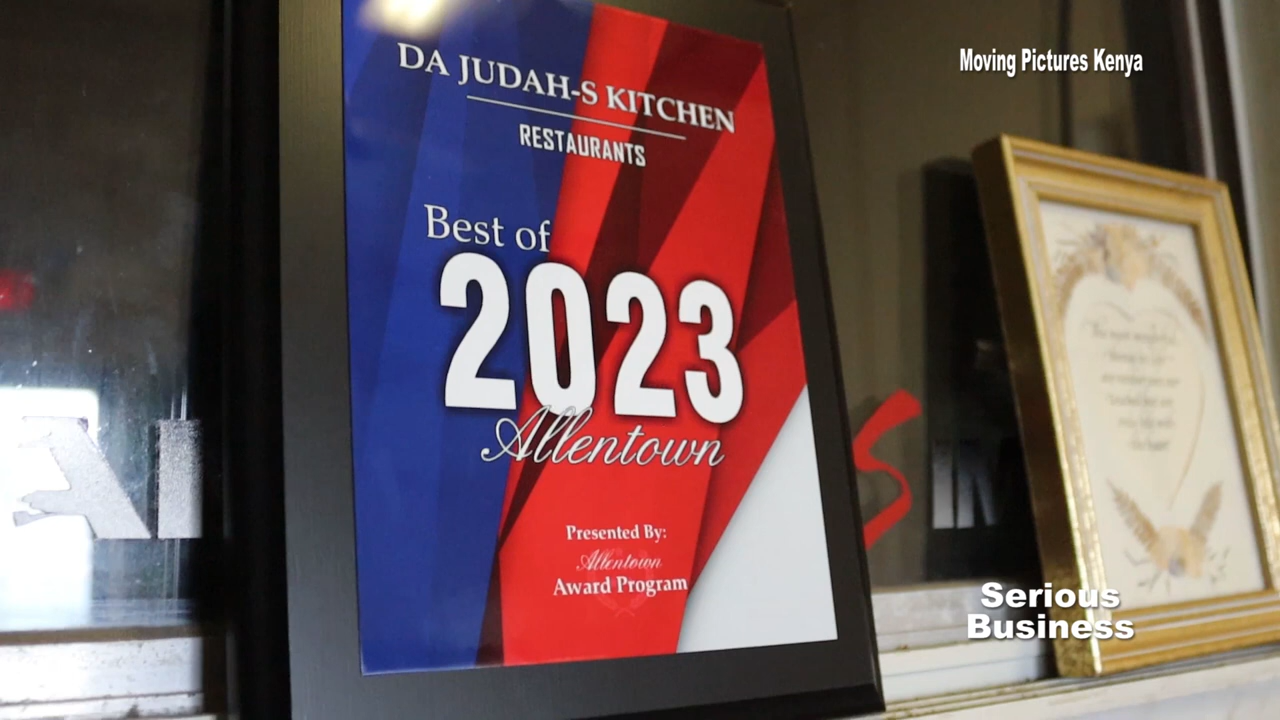 Moving Pictures Kenya
DA JUDAH-S KITCHEN
RESTAURANTS
Best of
2023
Allentown
Presented By:
Allentown
Award Program
Serious
Business